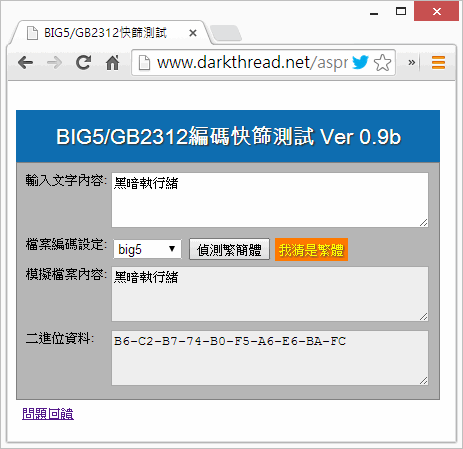 BIG5/GB2312快篩測試
www.darkthread.net/aspn
BIG5/GB2312編碼快篩測試 Ver 0.9b
輸入文字內容:
黑暗執行緒
檔案編碼設定:
big5
偵測繁簡體
我猜是繁體
模擬檔案內容:
黑暗執行緒
二進位資料:
B6-C2-B7-74-B0-F5-A6-E6-BA-FC
問題回饋